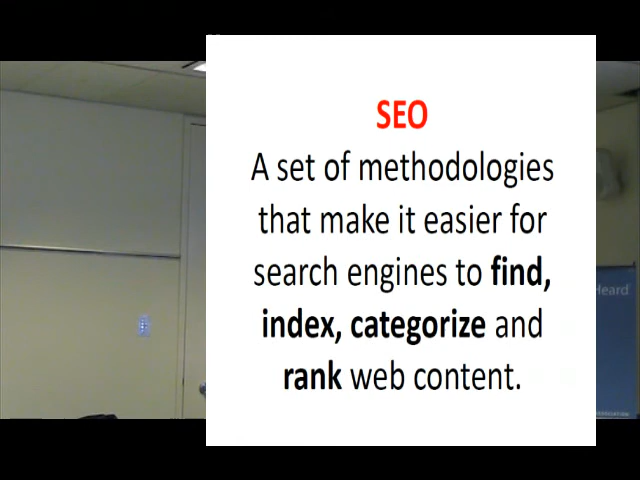 SEO
A set of methodologies
that make it easier for
search engines to find,
index, categorize and
rank web content.
Heard